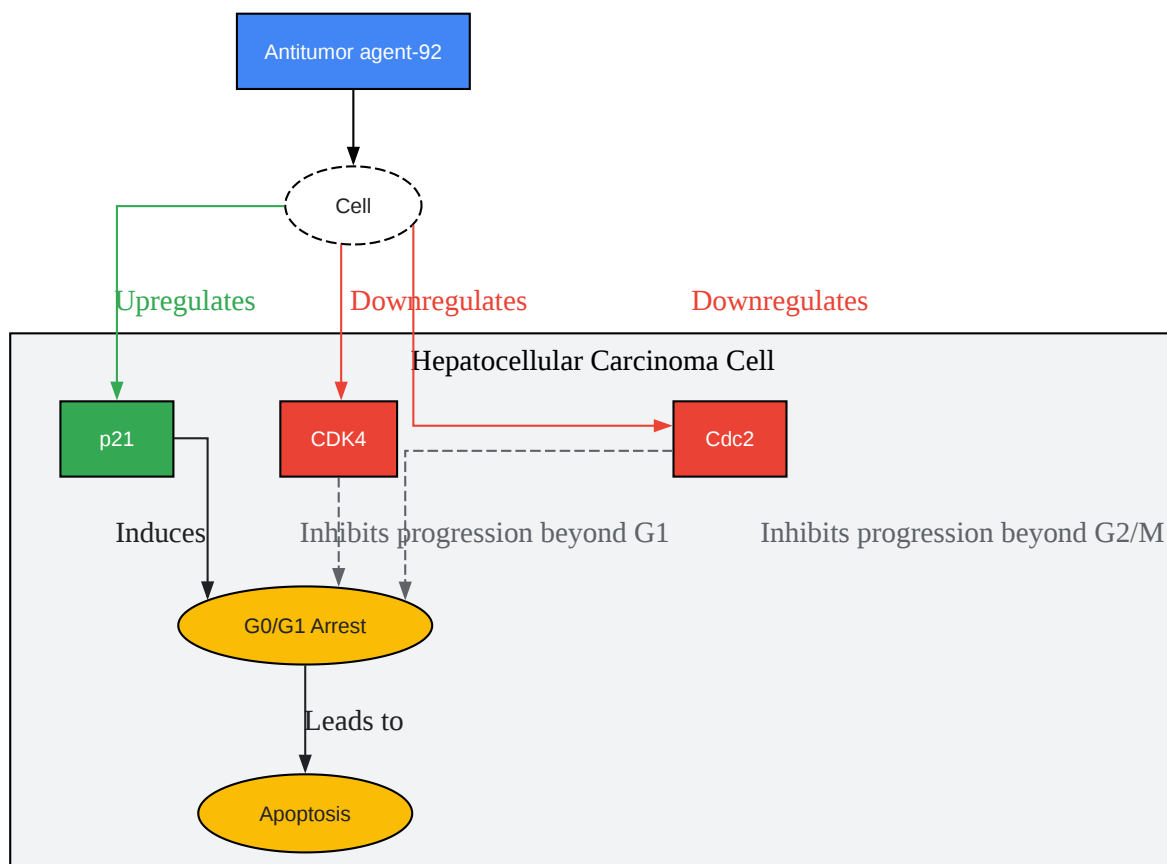 Antitumor agent-92
Cell
Upregulates
Downregulates
Downregulates
Hepatocellular Carcinoma Cell
p21
CDK4
Cdc2
Induces
Inhibits progression beyond G1
Inhibits progression beyond G2/M
G0/G1 Arrest
Leads to
Apoptosis